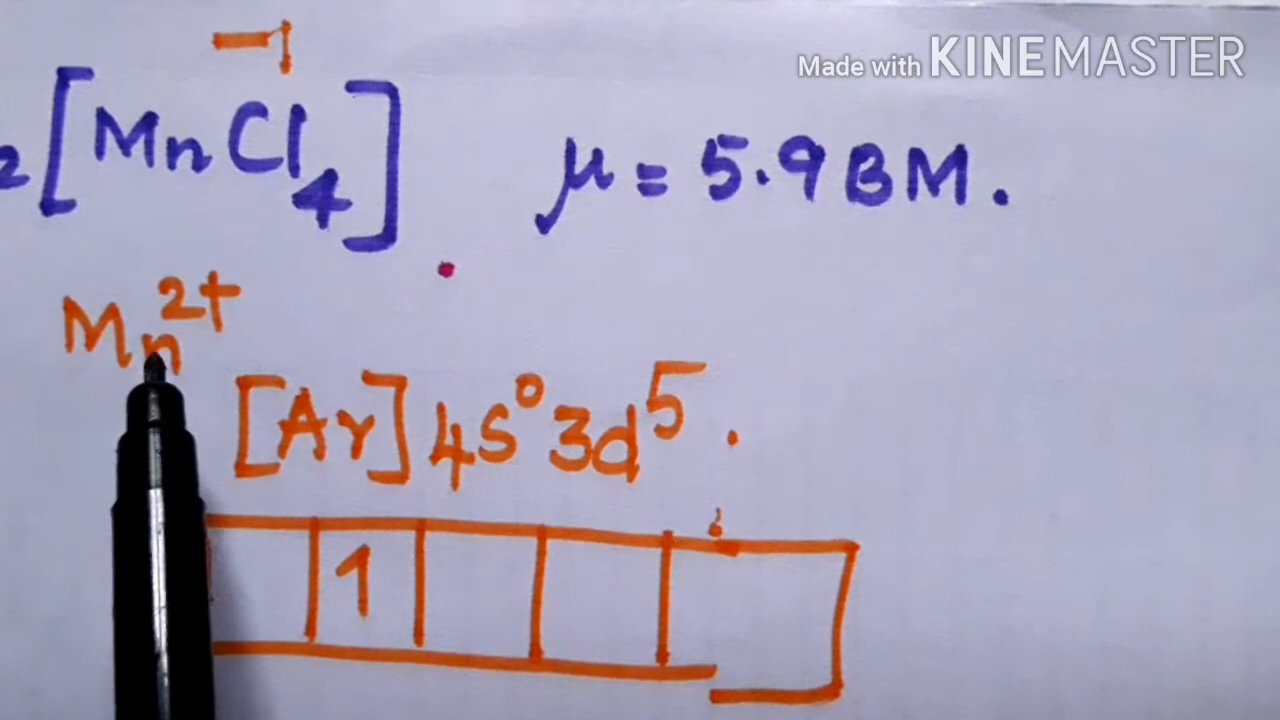 Made with KINEMASTER
-1
2[MnCl4] μ = 5.9 BM.
Mn2+
[Ar] 4s0 3d5.
1